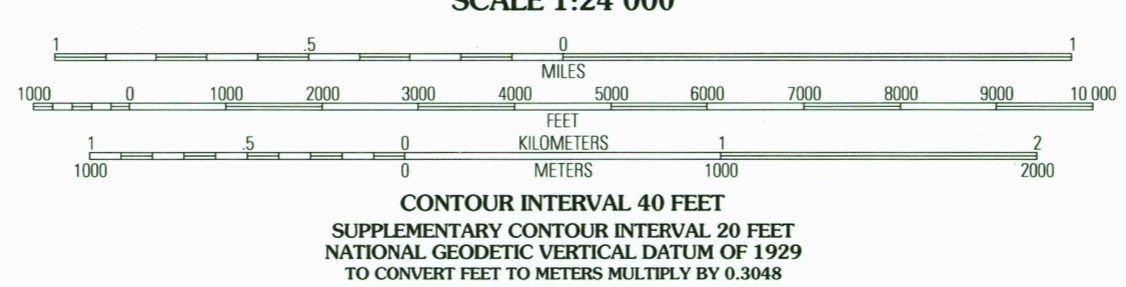 SCALE 1:24 000
1 .5 0 1
MILES
1000 0 1000 2000 3000 4000 5000 6000 7000 8000 9000 10 000
FEET
1 .5 0 KILOMETERS 1 2
1000 0 METERS 1000 2000
CONTOUR INTERVAL 40 FEET
SUPPLEMENTARY CONTOUR INTERVAL 20 FEET
NATIONAL GEODETIC VERTICAL DATUM OF 1929
TO CONVERT FEET TO METERS MULTIPLY BY 0.3048